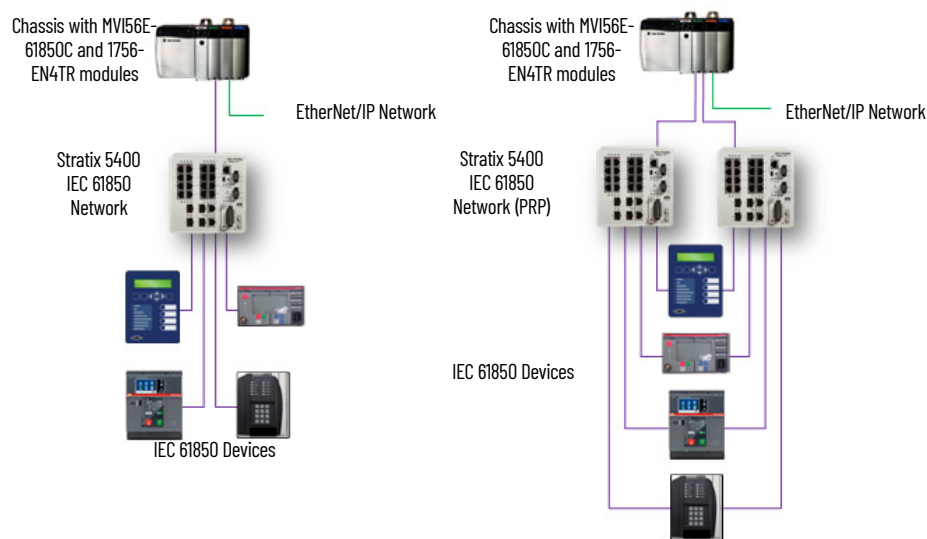 Chassis with MVI56E-
61850C and 1756-
EN4TR modules
EtherNet/IP Network
Stratix 5400
IEC 61850
Network
IEC 61850 Devices
Chassis with MVI56E-
61850C and 1756-
EN4TR modules
EtherNet/IP Network
Stratix 5400
IEC 61850
Network (PRP)
IEC 61850 Devices